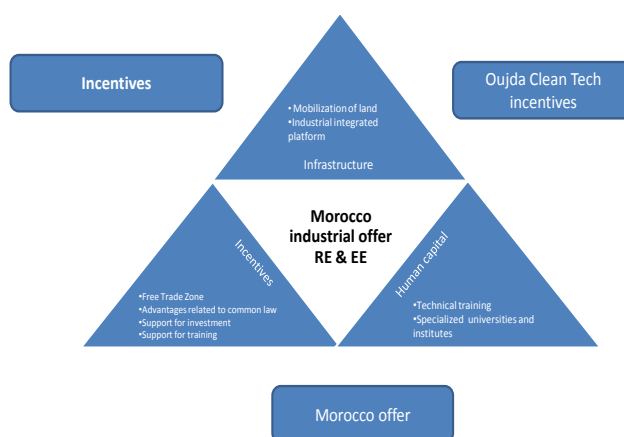 Incentives
Oujda Clean Tech
incentives
• Mobilization of land
•Industrial integrated
platform
Infrastructure
Morocco
industrial offer
RE & EE
Incentives
•Free Trade Zone
•Advantages related to common law
•Support for investment
•Support for training
Human capital
•Technical training
•Specialized universities and
institutes
Morocco offer